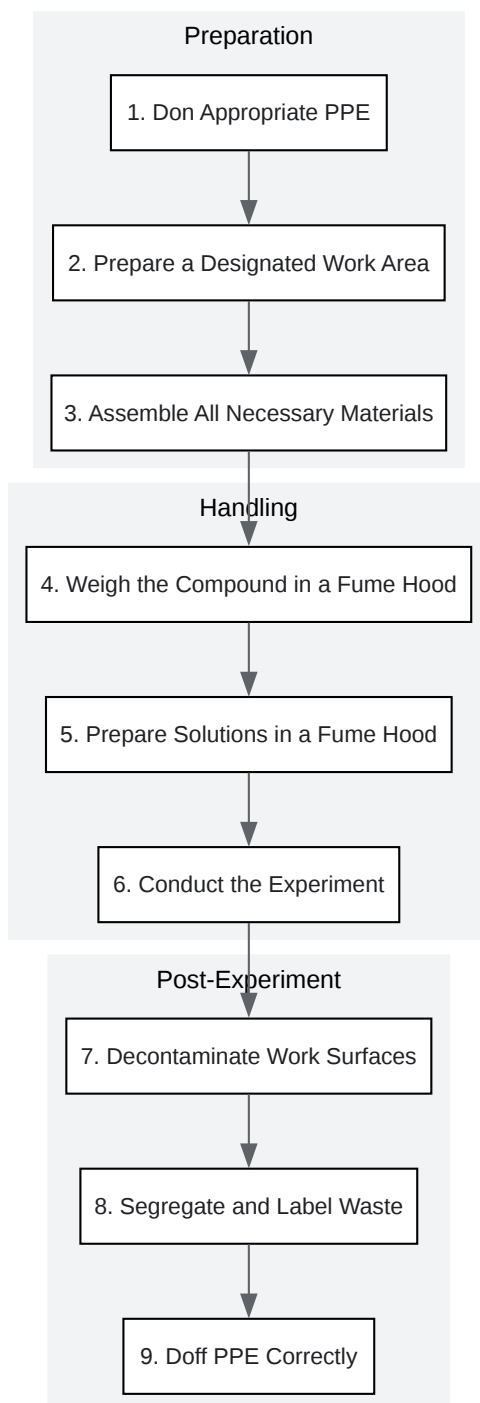 Preparation
1. Don Appropriate PPE
2. Prepare a Designated Work Area
3. Assemble All Necessary Materials
Handling
4. Weigh the Compound in a Fume Hood
5. Prepare Solutions in a Fume Hood
6. Conduct the Experiment
Post-Experiment
7. Decontaminate Work Surfaces
8. Segregate and Label Waste
9. Doff PPE Correctly